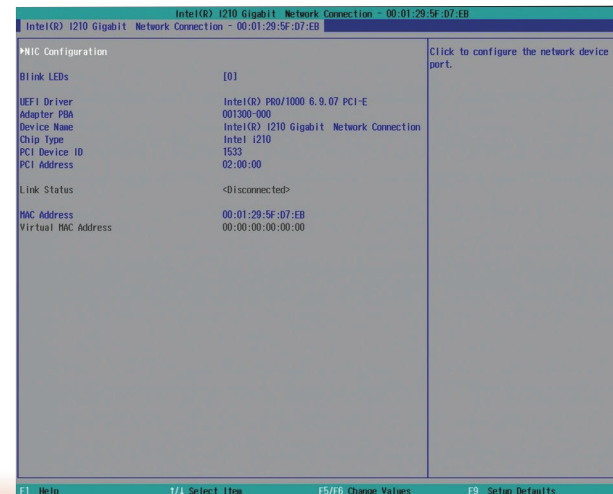 Intel(R) I210 Gigabit  Network Connection - 00:01:29:5F:D7:EB
Intel(R) I210 Gigabit  Network Connection - 00:01:29:5F:D7:EB
▶NIC Configuration
Click to configure the network device port.
Blink LEDs [0]
UEFI Driver Intel(R) PRO/1000 6.9.07 PCI-E
Adapter PBA 001300-000
Device Name Intel(R) I210 Gigabit  Network Connection
Chip Type Intel i210
PCI Device ID 1533
PCI Address 02:00:00
Link Status <Disconnected>
MAC Address 00:01:29:5F:D7:EB
Virtual MAC Address 00:00:00:00:00:00
F1 Help ↑/↓ Select Item F5/F6 Change Values F9 Setup Defaults